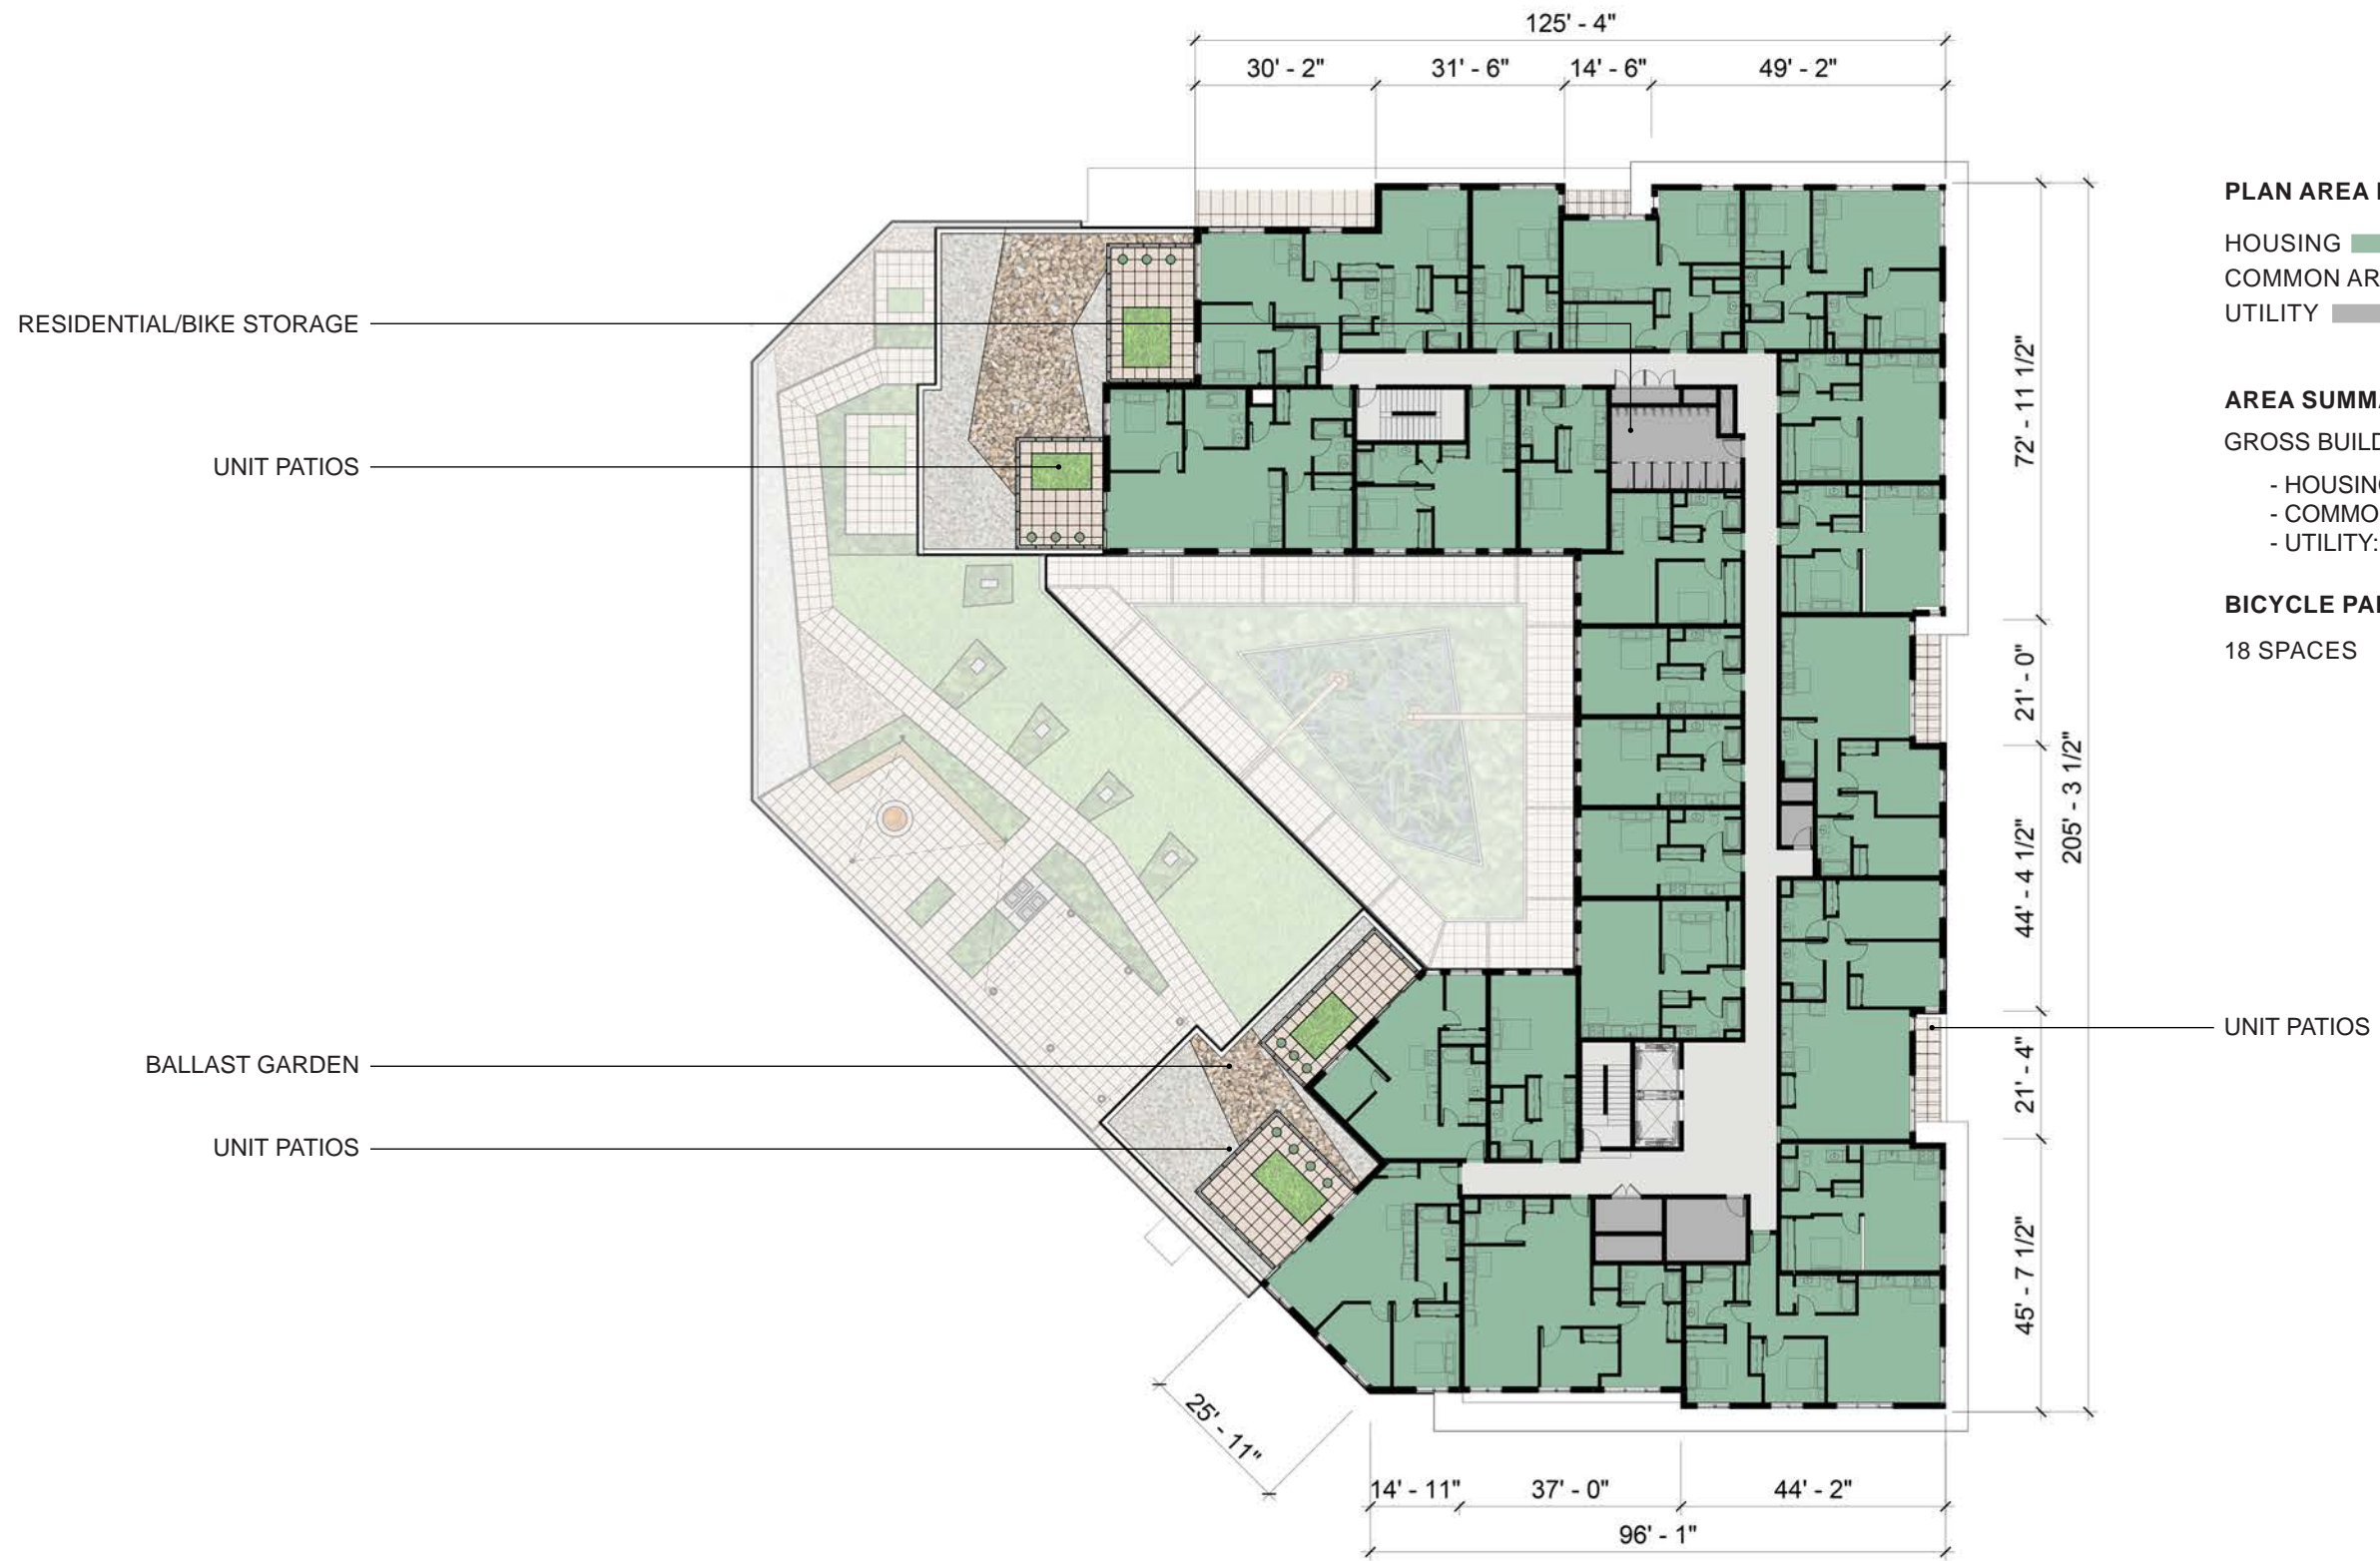 125' - 4"
30' - 2"
31' - 6"
14' - 6"
49' - 2"
RESIDENTIAL/BIKE STORAGE
UNIT PATIOS
BALLAST GARDEN
UNIT PATIOS
72' - 11 1/2"
21' - 0"
44' - 4 1/2"
21' - 4"
45' - 7 1/2"
205' - 3 1/2"
25' - 11"
14' - 11"
37' - 0"
44' - 2"
96' - 1"
PLAN AREA
HOUSING
COMMON AR
UTILITY
AREA SUMMA
GROSS BUILD
- HOUSING
- COMMO
- UTILITY:
BICYCLE PA
18 SPACES
UNIT PATIOS